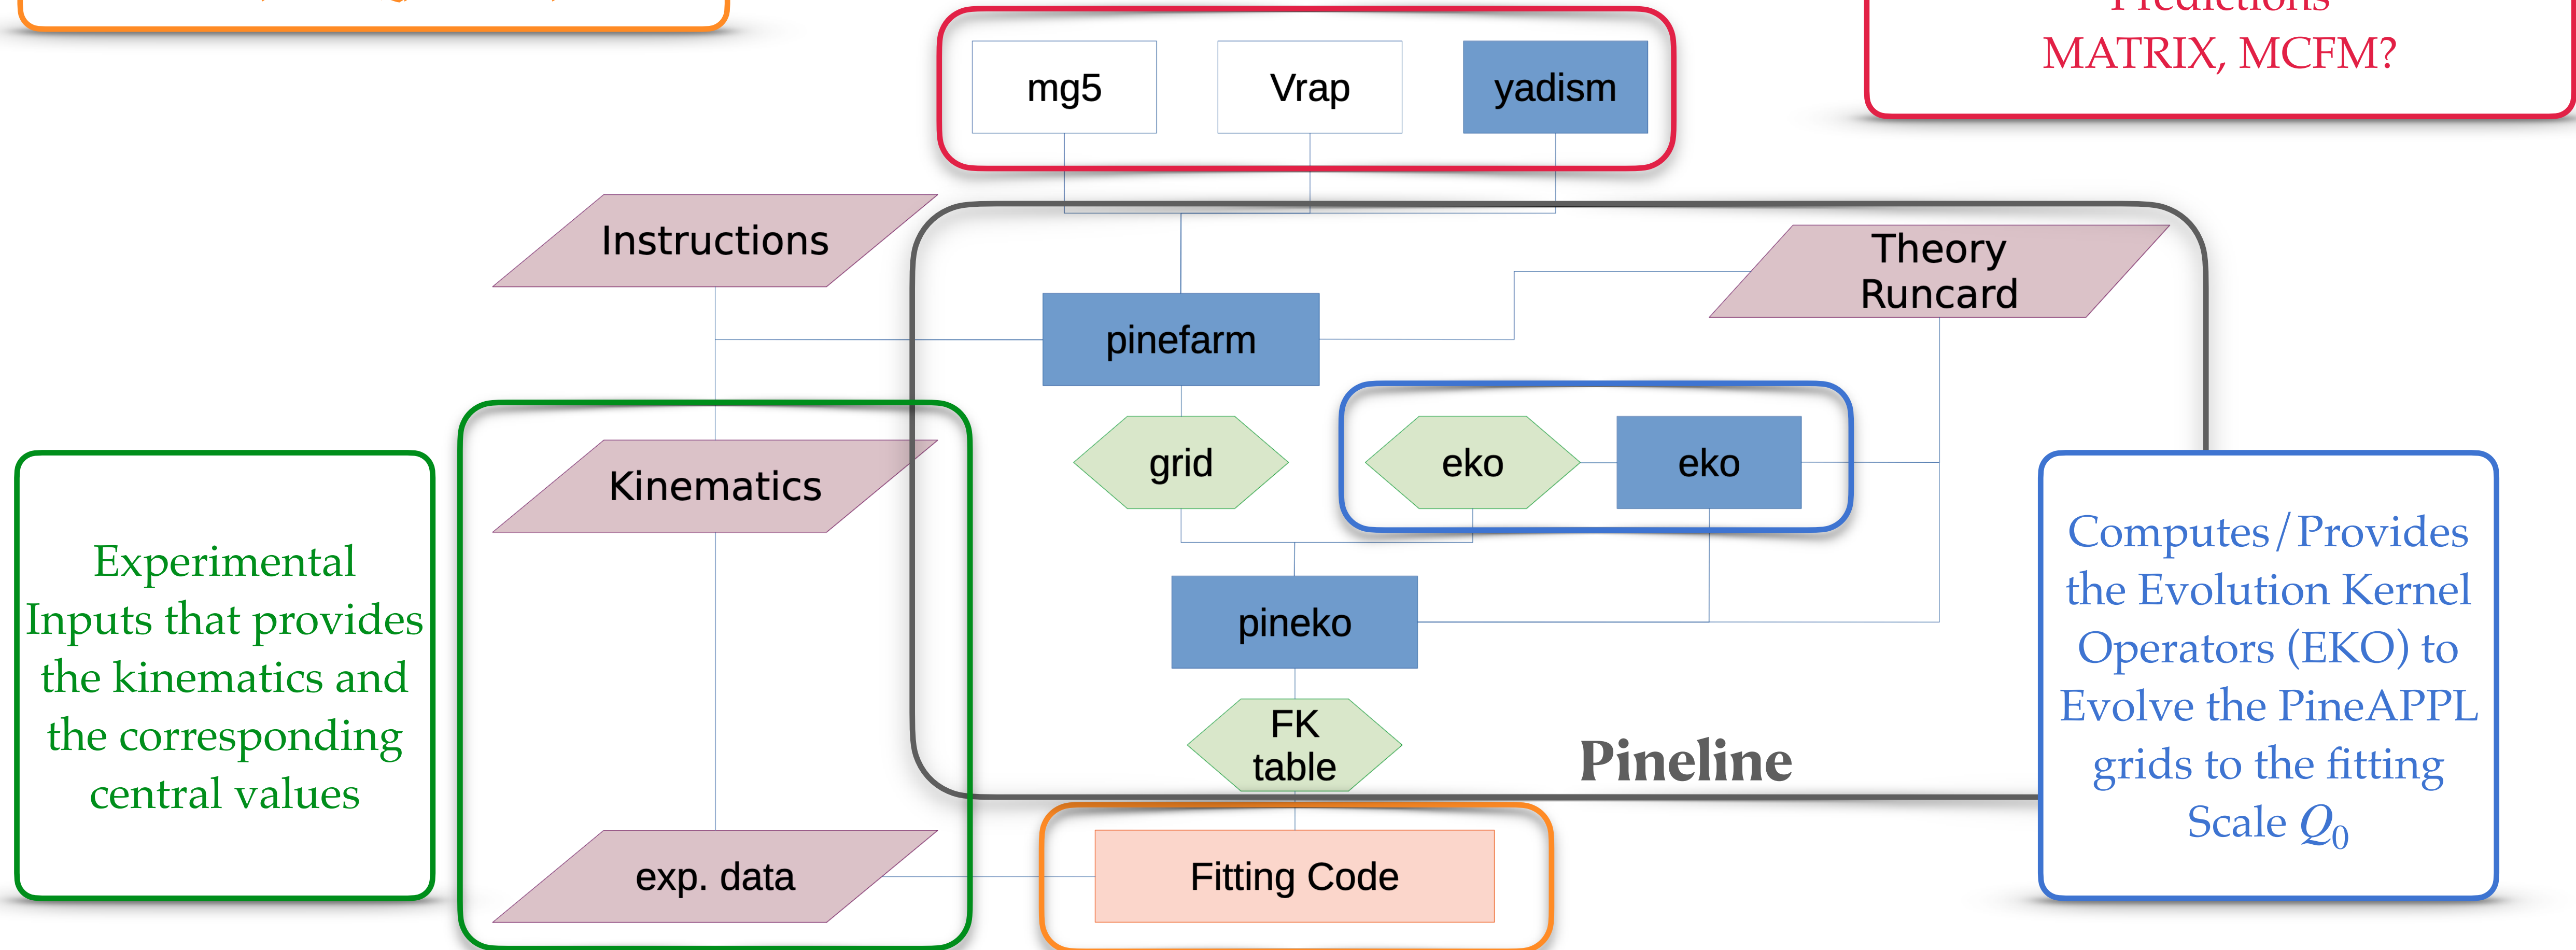 Predictions
MATRIX, MCFM?
mg5
Vrap
yadism
Instructions
Theory
Runcard
pinefarm
Kinematics
grid
eko
eko
pineko
FK
table
Pineline
exp. data
Fitting Code
Experimental
Inputs that provides
the kinematics and
the corresponding
central values
Computes/Provides
the Evolution Kernel
Operators (EKO) to
Evolve the PineAPPL
grids to the fitting
Scale Q₀